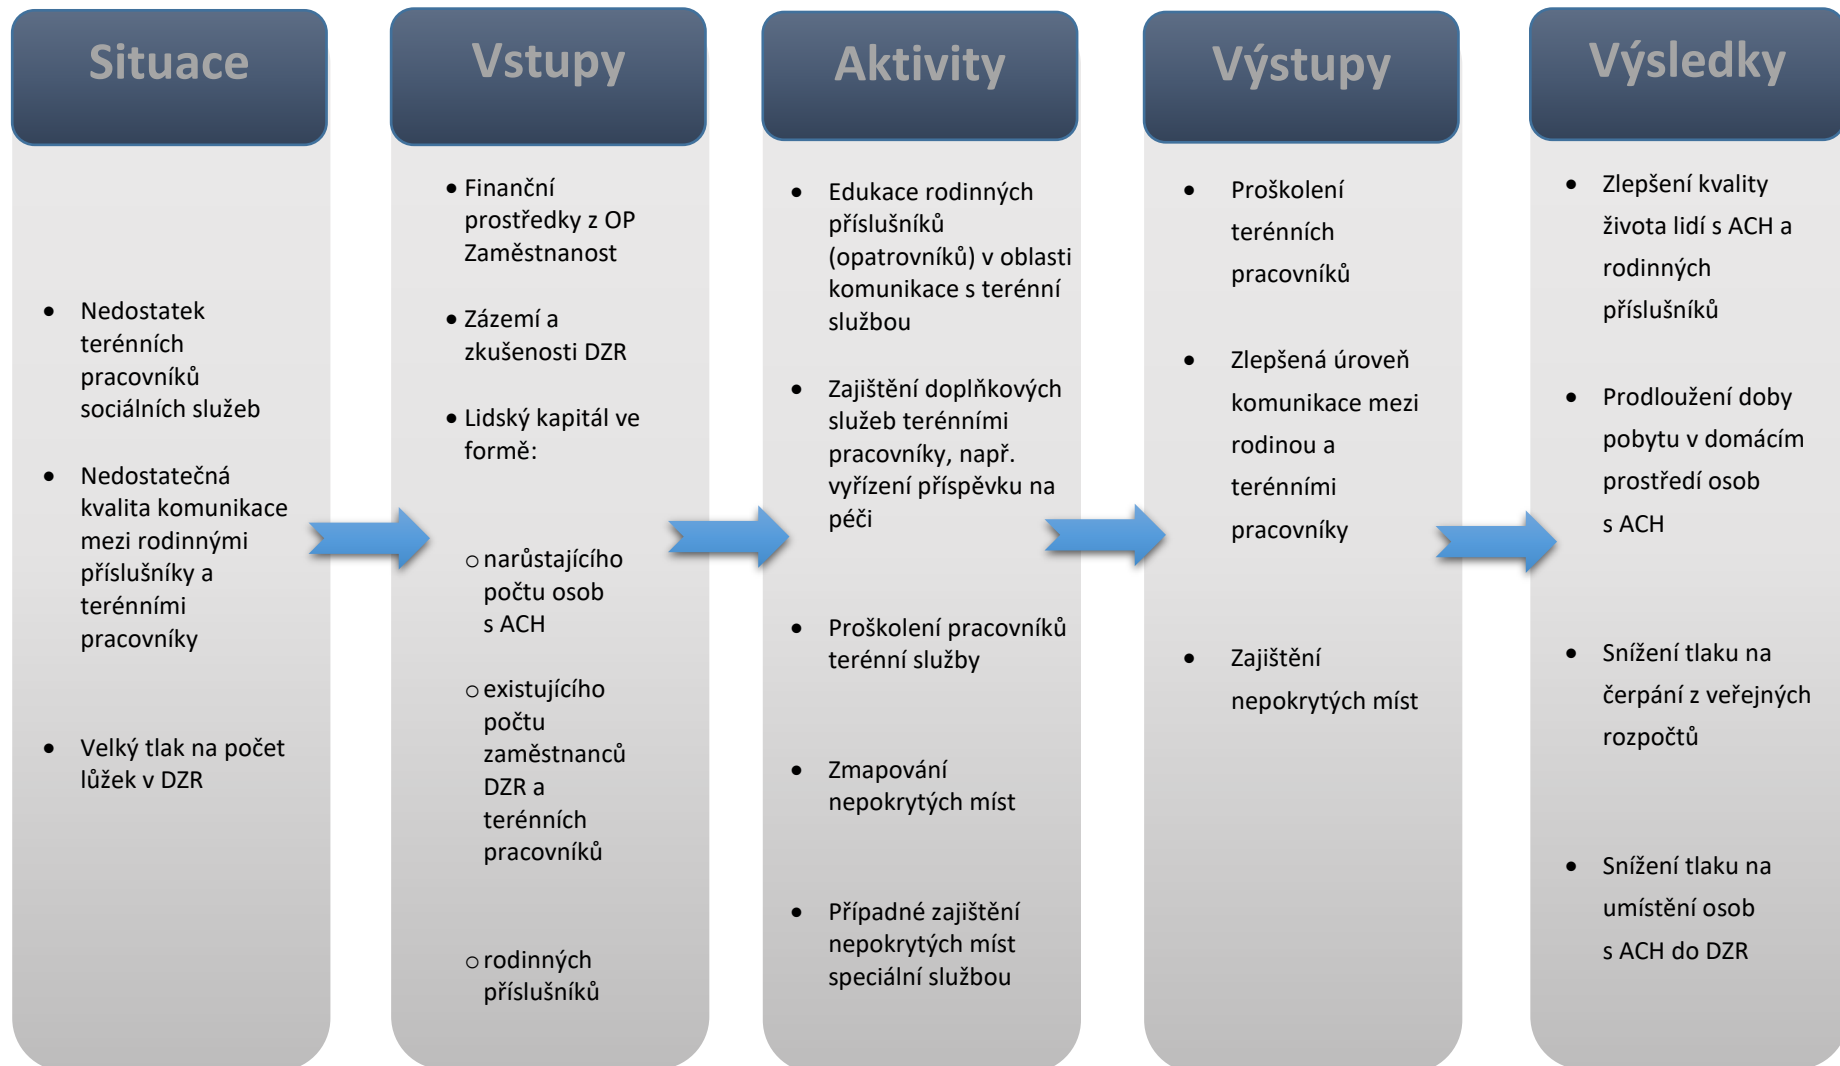 Situace
Nedostatek
terénních
pracovníků
sociálních služeb
Nedostatečná
kvalita komunikace
mezi rodinnými
příslušníky a
terénními
pracovníky
Velký tlak na počet
lůžek v DZR
Vstupy
Finanční
prostředky z OP
Zaměstnanost
Zázemí a
zkušenosti DZR
Lidský kapitál ve
formě:
narůstajícího
počtu osob
s ACH
existujícího
počtu
zaměstnanců
DZR a
terénních
pracovníků
rodinných
příslušníků
Aktivity
Edukace rodinných
příslušníků
(opatrovníků) v oblasti
komunikace s terénní
službou
Zajištění doplňkových
služeb terénními
pracovníky, např.
vyřízení příspěvku na
péči
Proškolení pracovníků
terénní služby
Zmapování
nepokrytých míst
Případné zajištění
nepokrytých míst
speciální službou
Výstupy
Proškolení
terénních
pracovníků
Zlepšená úroveň
komunikace mezi
rodinou a
terénními
pracovníky
Zajištění
nepokrytých míst
Výsledky
Zlepšení kvality
života lidí s ACH a
rodinných
příslušníků
Prodloužení doby
pobytu v domácím
prostředí osob
s ACH
Snížení tlaku na
čerpání z veřejných
rozpočtů
Snížení tlaku na
umístění osob
s ACH do DZR